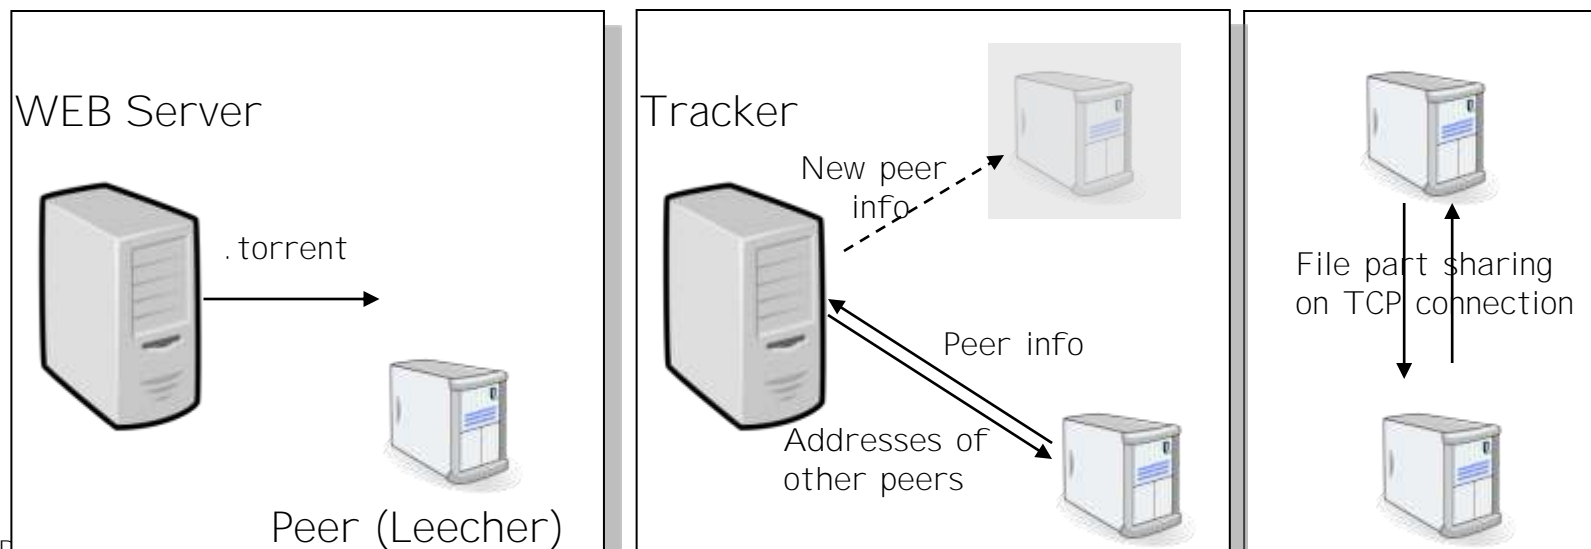 WEB Server
.torrent
Peer (Leecher)
Tracker
New peer
info
Peer info
Addresses of
other peers
File part sharing
on TCP connection